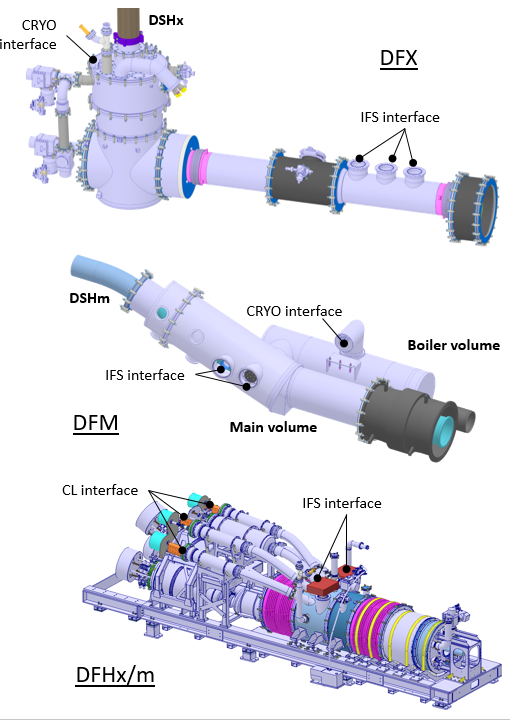 CRYO
interface
DSHx
DFX
IFS interface
DSHm
CRYO interface
Boiler volume
IFS interface
DFM
Main volume
CL interface
IFS interface
DFHx/m